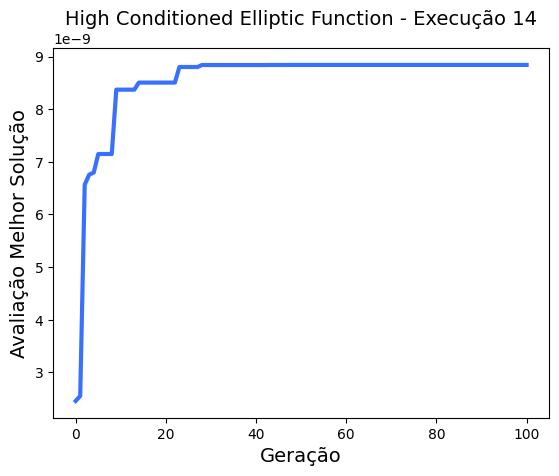 High Conditioned Elliptic Function - Execução 14
1e−9
9
8
7
6
5
4
3
Avaliação Melhor Solução
0 20 40 60 80 100
Geração